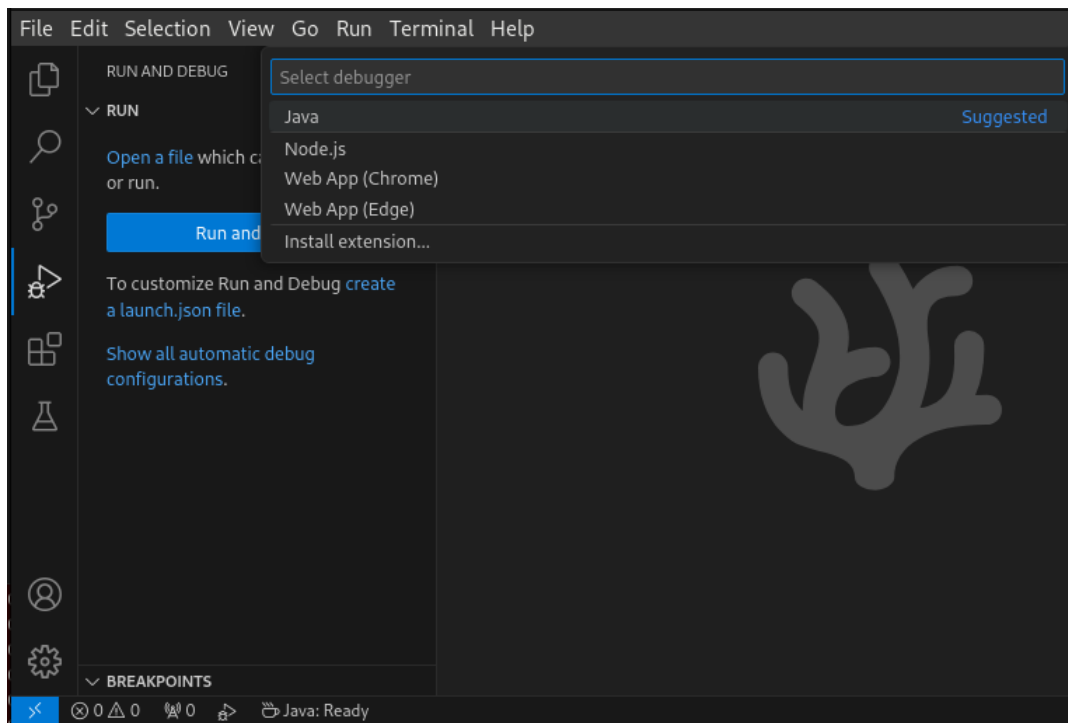 File Edit Selection View Go Run Terminal Help
RUN AND DEBUG
Select debugger
Java Suggested
Node.js
Web App (Chrome)
Web App (Edge)
Install extension...
RUN
Open a file which
or run.
Run and
To customize Run and Debug create
a launch.json file.
Show all automatic debug
configurations.
BREAKPOINTS
0 0 0 Java: Ready